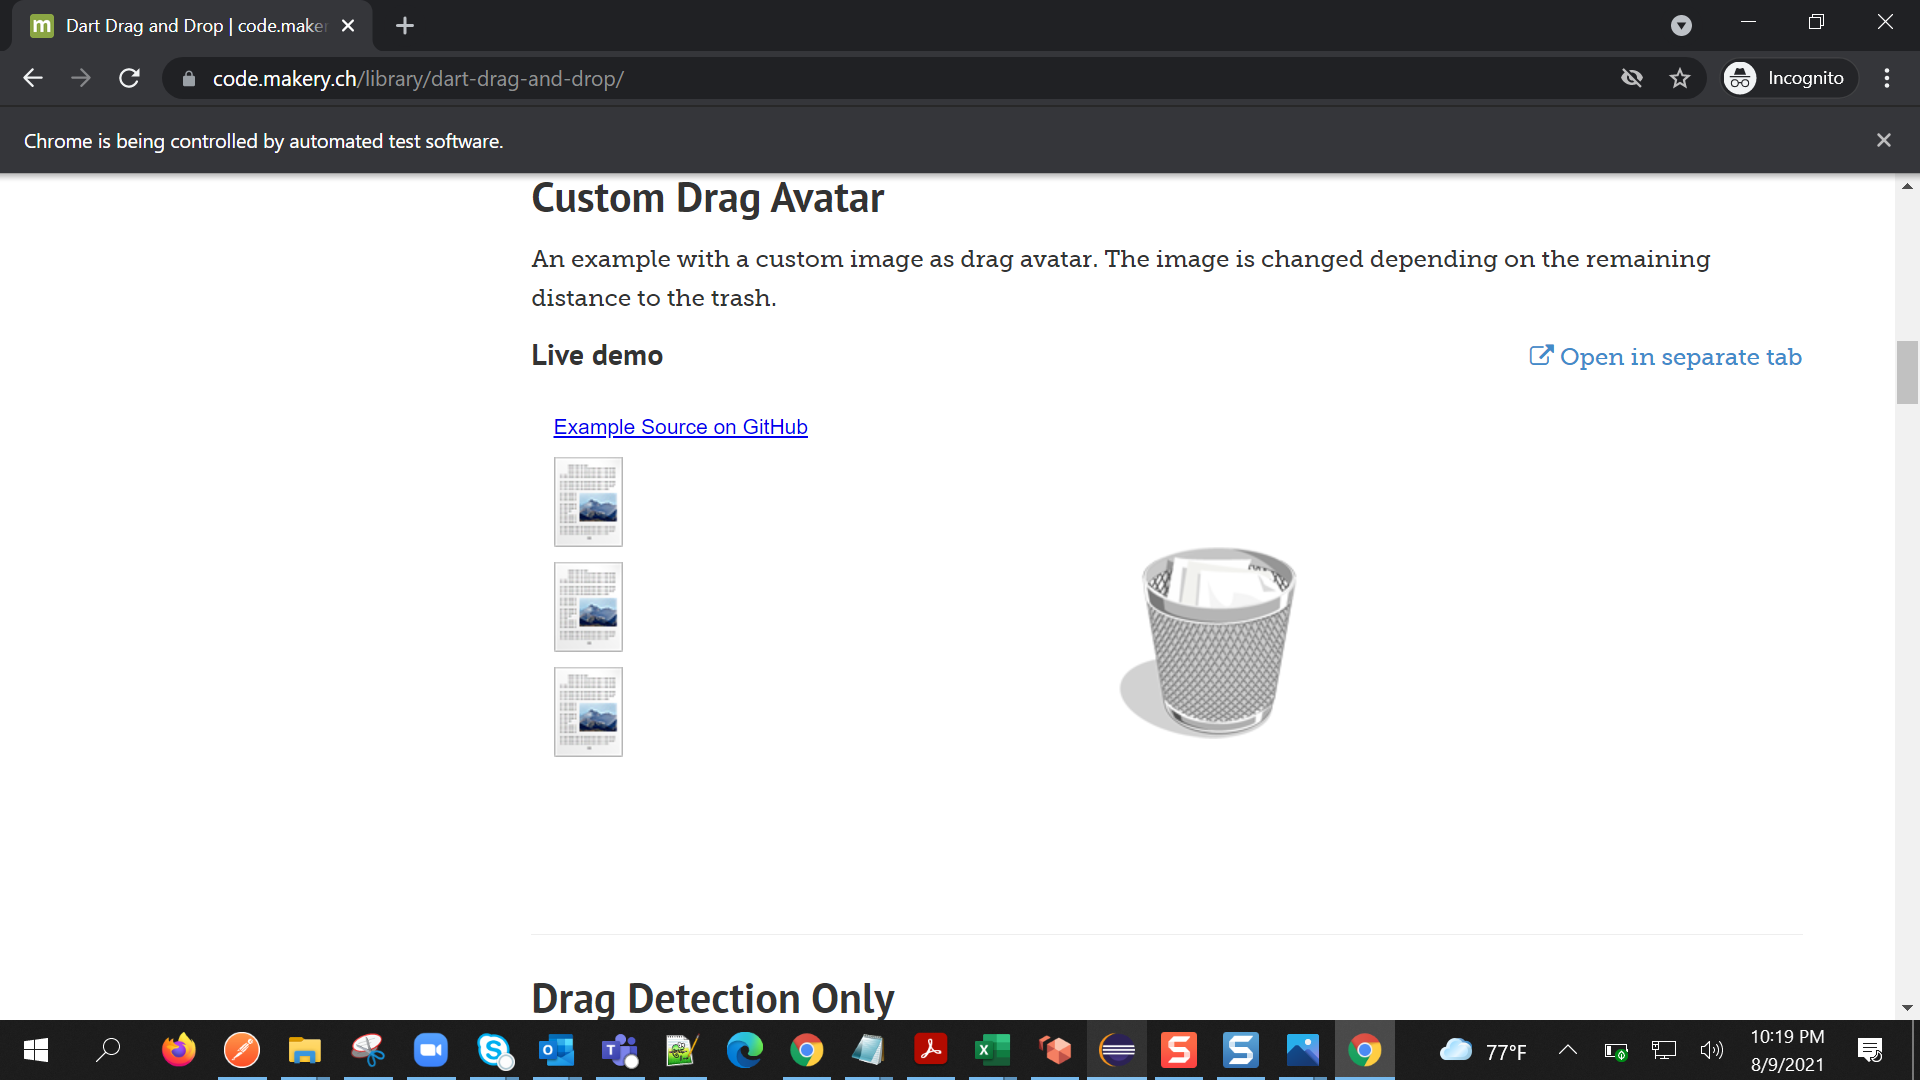 m Dart Drag and Drop | code.make
code.makery.ch/library/dart-drag-and-drop/
Incognito
Chrome is being controlled by automated test software.
Custom Drag Avatar
An example with a custom image as drag avatar. The image is changed depending on the remaining
distance to the trash.
Live demo
Open in separate tab
Example Source on GitHub
Drag Detection Only
77°F
10:19 PM
8/9/2021